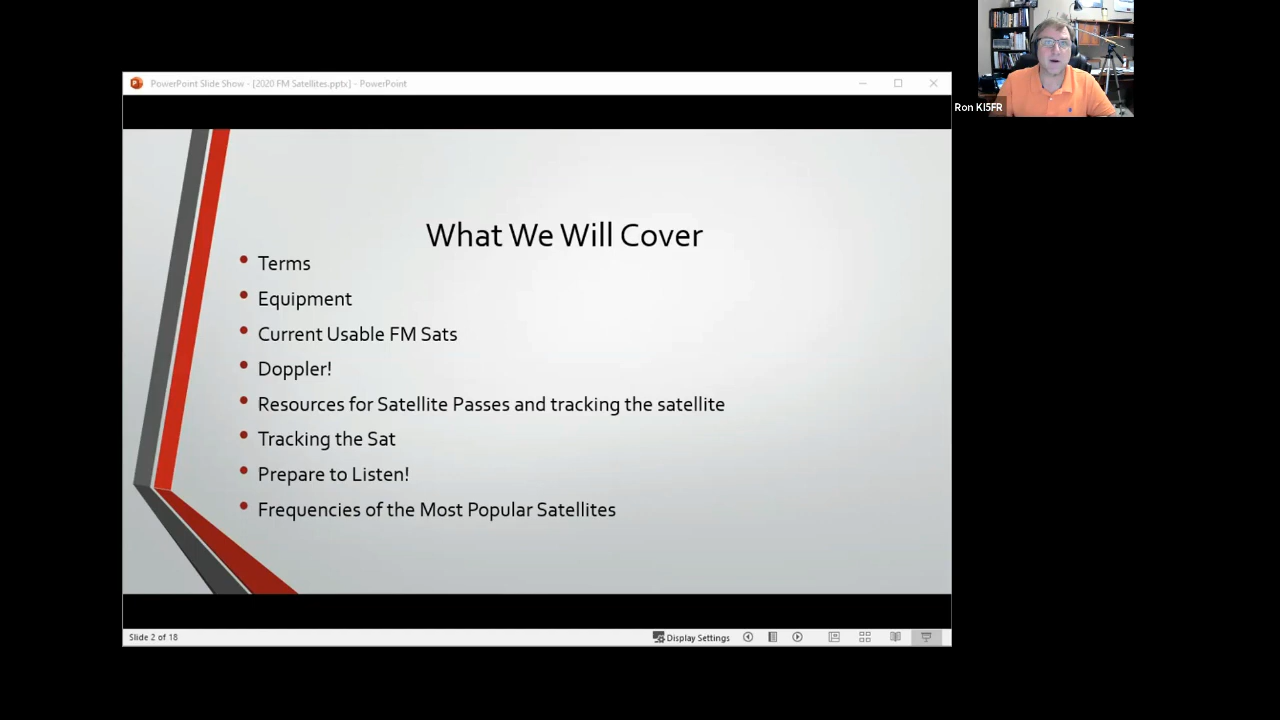 PowerPoint Slide Show - [2020 FM Satellites.pptx] - PowerPoint
Ron KI5FR
What We Will Cover
• Terms
• Equipment
• Current Usable FM Sats
• Doppler!
• Resources for Satellite Passes and tracking the satellite
• Tracking the Sat
• Prepare to Listen!
• Frequencies of the Most Popular Satellites
Slide 2 of 18
Display Settings